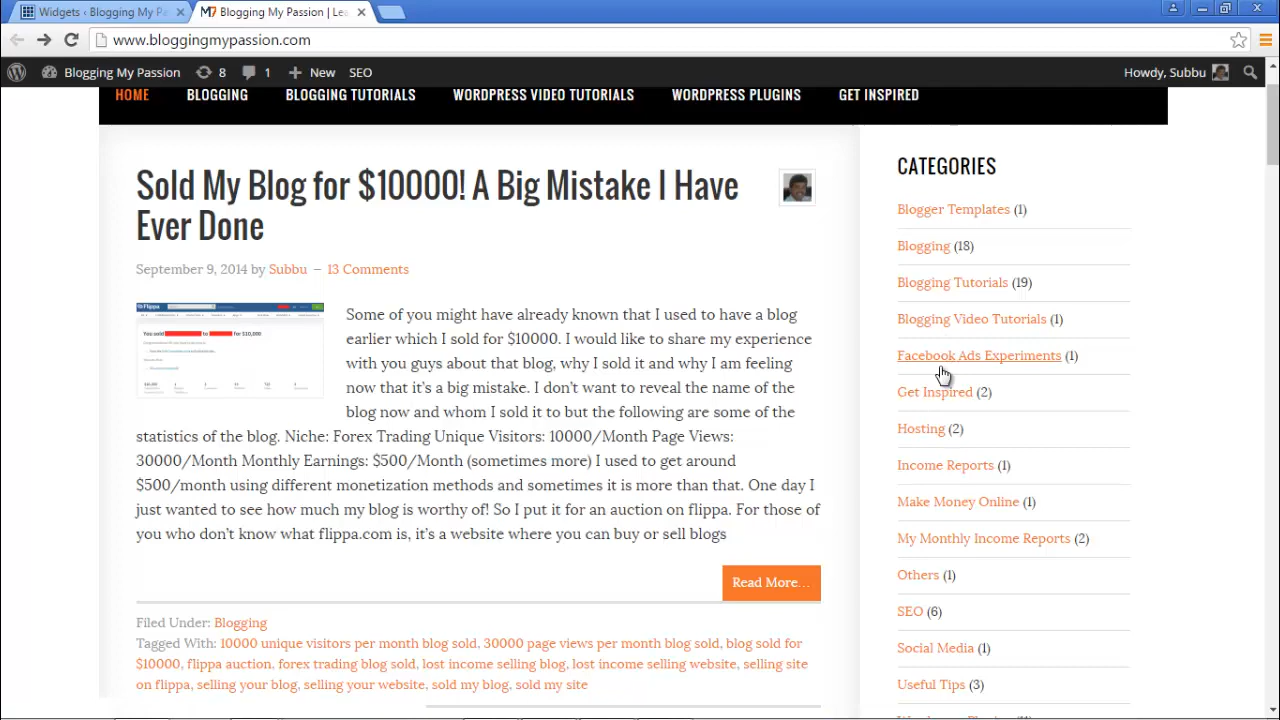 Widgets ‹ Blogging My Pa
Blogging My Passion | Lea
www.bloggingmypassion.com
Blogging My Passion 8 1 New SEO
Howdy, Subbu
HOME BLOGGING BLOGGING TUTORIALS WORDPRESS VIDEO TUTORIALS WORDPRESS PLUGINS GET INSPIRED
Sold My Blog for $10000! A Big Mistake I Have
Ever Done
September 9, 2014 by Subbu — 13 Comments
Flippa
You sold to for $10,000
Some of you might have already known that I used to have a blog
earlier which I sold for $10000. I would like to share my experience
with you guys about that blog, why I sold it and why I am feeling
now that it's a big mistake. I don't want to reveal the name of the
blog now and whom I sold it to but the following are some of the
statistics of the blog. Niche: Forex Trading Unique Visitors: 10000/Month Page Views:
30000/Month Monthly Earnings: $500/Month (sometimes more) I used to get around
$500/month using different monetization methods and sometimes it is more than that. One day I
just wanted to see how much my blog is worthy of! So I put it for an auction on flippa. For those of
you who don't know what flippa.com is, it's a website where you can buy or sell blogs
Read More...
Filed Under: Blogging
Tagged With: 10000 unique visitors per month blog sold, 30000 page views per month blog sold, blog sold for
$10000, flippa auction, forex trading blog sold, lost income selling blog, lost income selling website, selling site
on flippa, selling your blog, selling your website, sold my blog, sold my site
CATEGORIES
Blogger Templates (1)
Blogging (18)
Blogging Tutorials (19)
Blogging Video Tutorials (1)
Facebook Ads Experiments (1)
Get Inspired (2)
Hosting (2)
Income Reports (1)
Make Money Online (1)
My Monthly Income Reports (2)
Others (1)
SEO (6)
Social Media (1)
Useful Tips (3)